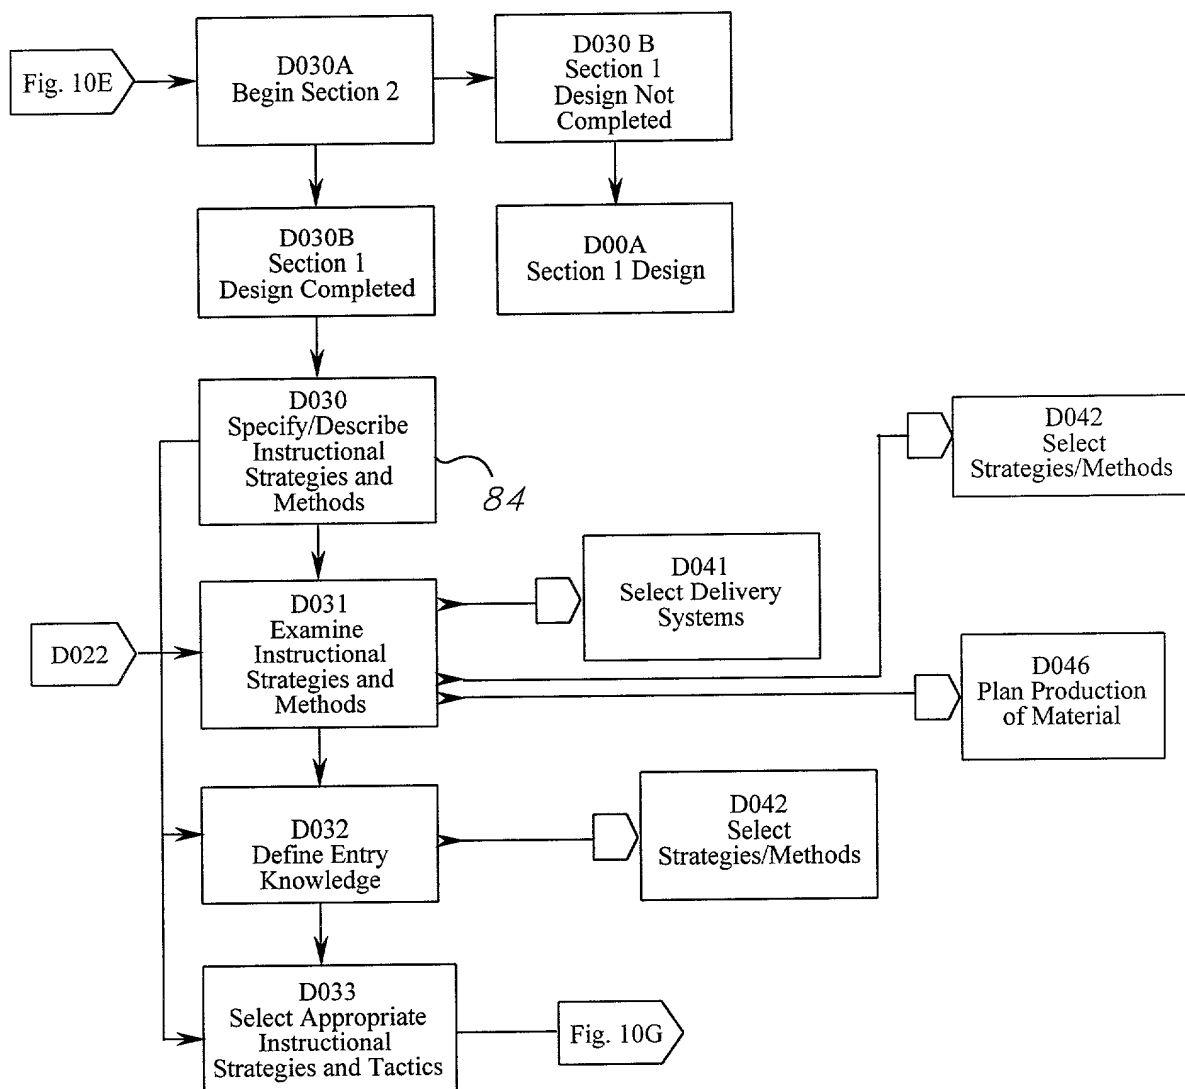 Fig. 10E
D030A
Begin Section 2
D030 B
Section 1
Design Not
Completed
D030B
Section 1
Design Completed
D00A
Section 1 Design
D030
Specify/Describe
Instructional
Strategies and
Methods
84
D042
Select
Strategies/Methods
D041
Select Delivery
Systems
D022
D031
Examine
Instructional
Strategies and
Methods
D046
Plan Production
of Material
D032
Define Entry
Knowledge
D042
Select
Strategies/Methods
D033
Select Appropriate
Instructional
Strategies and Tactics
Fig. 10G